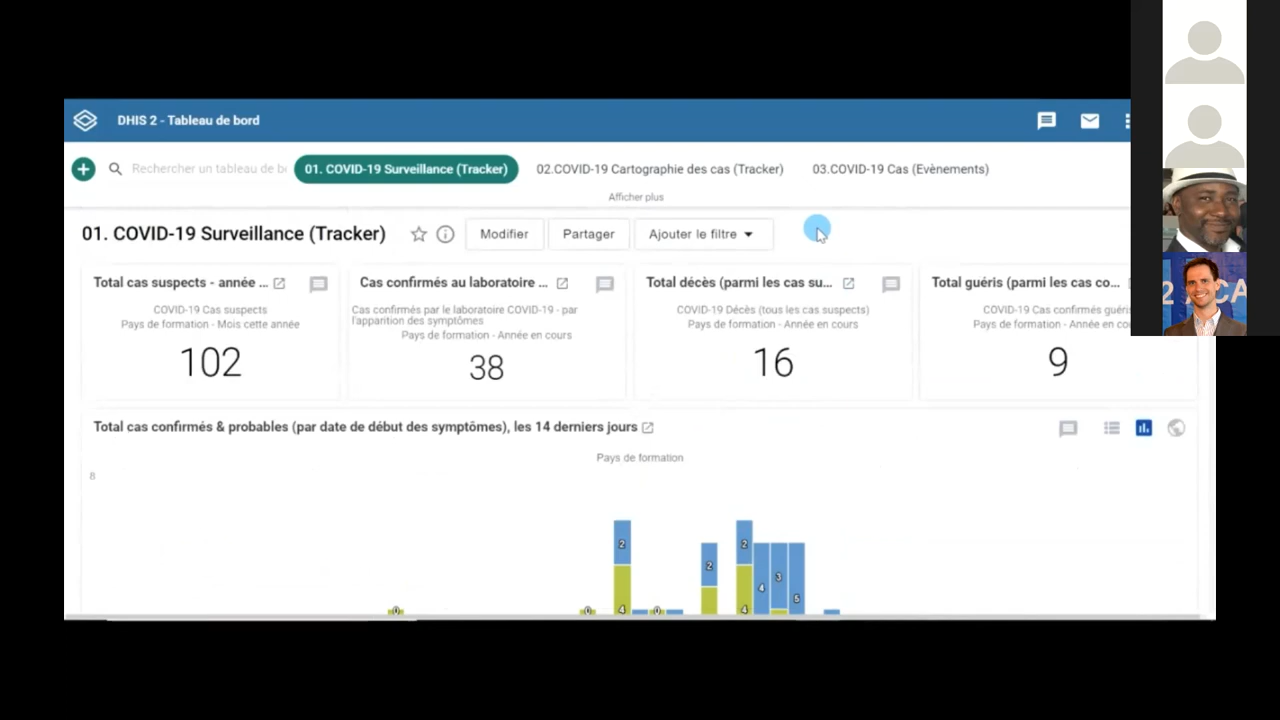 DHIS 2 - Tableau de bord
Rechercher un tableau de b
01. COVID-19 Surveillance (Tracker)
02.COVID-19 Cartographie des cas (Tracker)
03.COVID-19 Cas (Evènements)
Afficher plus
01. COVID-19 Surveillance (Tracker)
Modifier
Partager
Ajouter le filtre
Total cas suspects - année ...
COVID-19 Cas suspects
Pays de formation - Mois cette année
102
Cas confirmés au laboratoire ...
Cas confirmés par le laboratoire COVID-19 - par
l'apparition des symptômes
Pays de formation - Année en cours
38
Total décès (parmi les cas su...
COVID-19 Décès (tous les cas suspects)
Pays de formation - Année en cours
16
Total guéris (parmi les cas co...
COVID-19 Cas confirmés guéris
Pays de formation - Année en co
9
Total cas confirmés & probables (par date de début des symptômes), les 14 derniers jours
Pays de formation
8
2 2
2 4 3 5
0 0 4 0 4
2 ACA